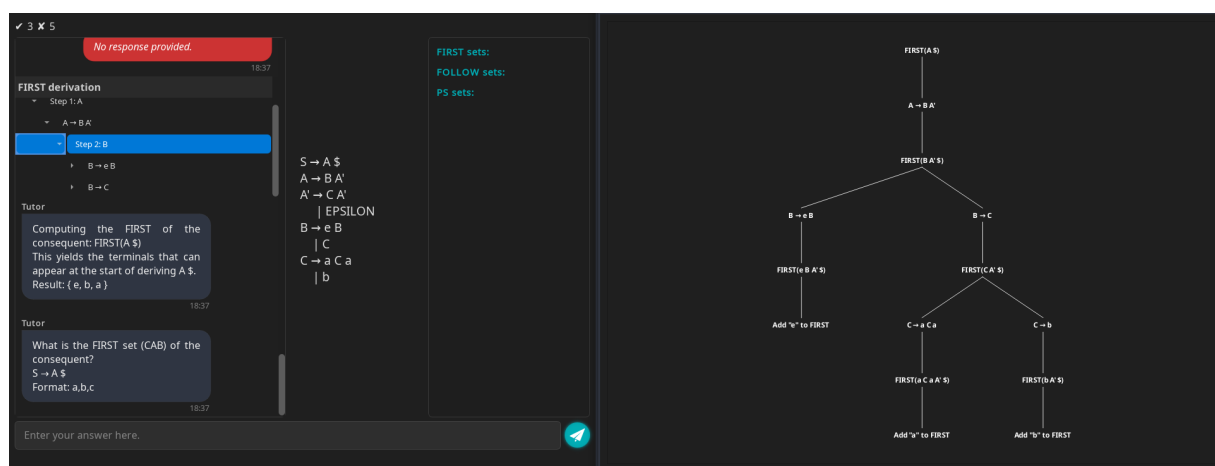 ✔ 3 ✘ 5
No response provided.
18:37
FIRST derivation
Step 1: A
A → B A'
Step 2: B
B → e B
B → C
Tutor
Computing the FIRST of the
consequent: FIRST(A $)
This yields the terminals that can
appear at the start of deriving A $.
Result: { e, b, a }
18:37
Tutor
What is the FIRST set (CAB) of the
consequent?
S → A $
Format: a,b,c
18:37
Enter your answer here.
S → A $
A → B A'
A' → C A'
| EPSILON
B → e B
| C
C → a C a
| b
FIRST sets:
FOLLOW sets:
PS sets:
FIRST(A $)
A → B A'
FIRST(B A' $)
B → e B
B → C
FIRST(e B A' $)
FIRST(C A' $)
Add "e" to FIRST
C → a C a
C → b
FIRST(a C a A' $)
FIRST(b A' $)
Add "a" to FIRST
Add "b" to FIRST